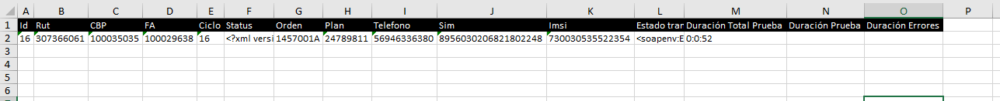 A B C D E F G H I J K L M N O P
1 Id Rut CBP FA Ciclo Status Orden Plan Telefono Sim Imsi Estado tran Duración Total Prueba Duración Prueba Duración Errores
2 16 307366061 100035035 100029638 16 <?xml versi 1457001A 24789811 56946336380 8956030206821802248 730030535522354 <soapenv:E 0:0:52
3
4
5
6